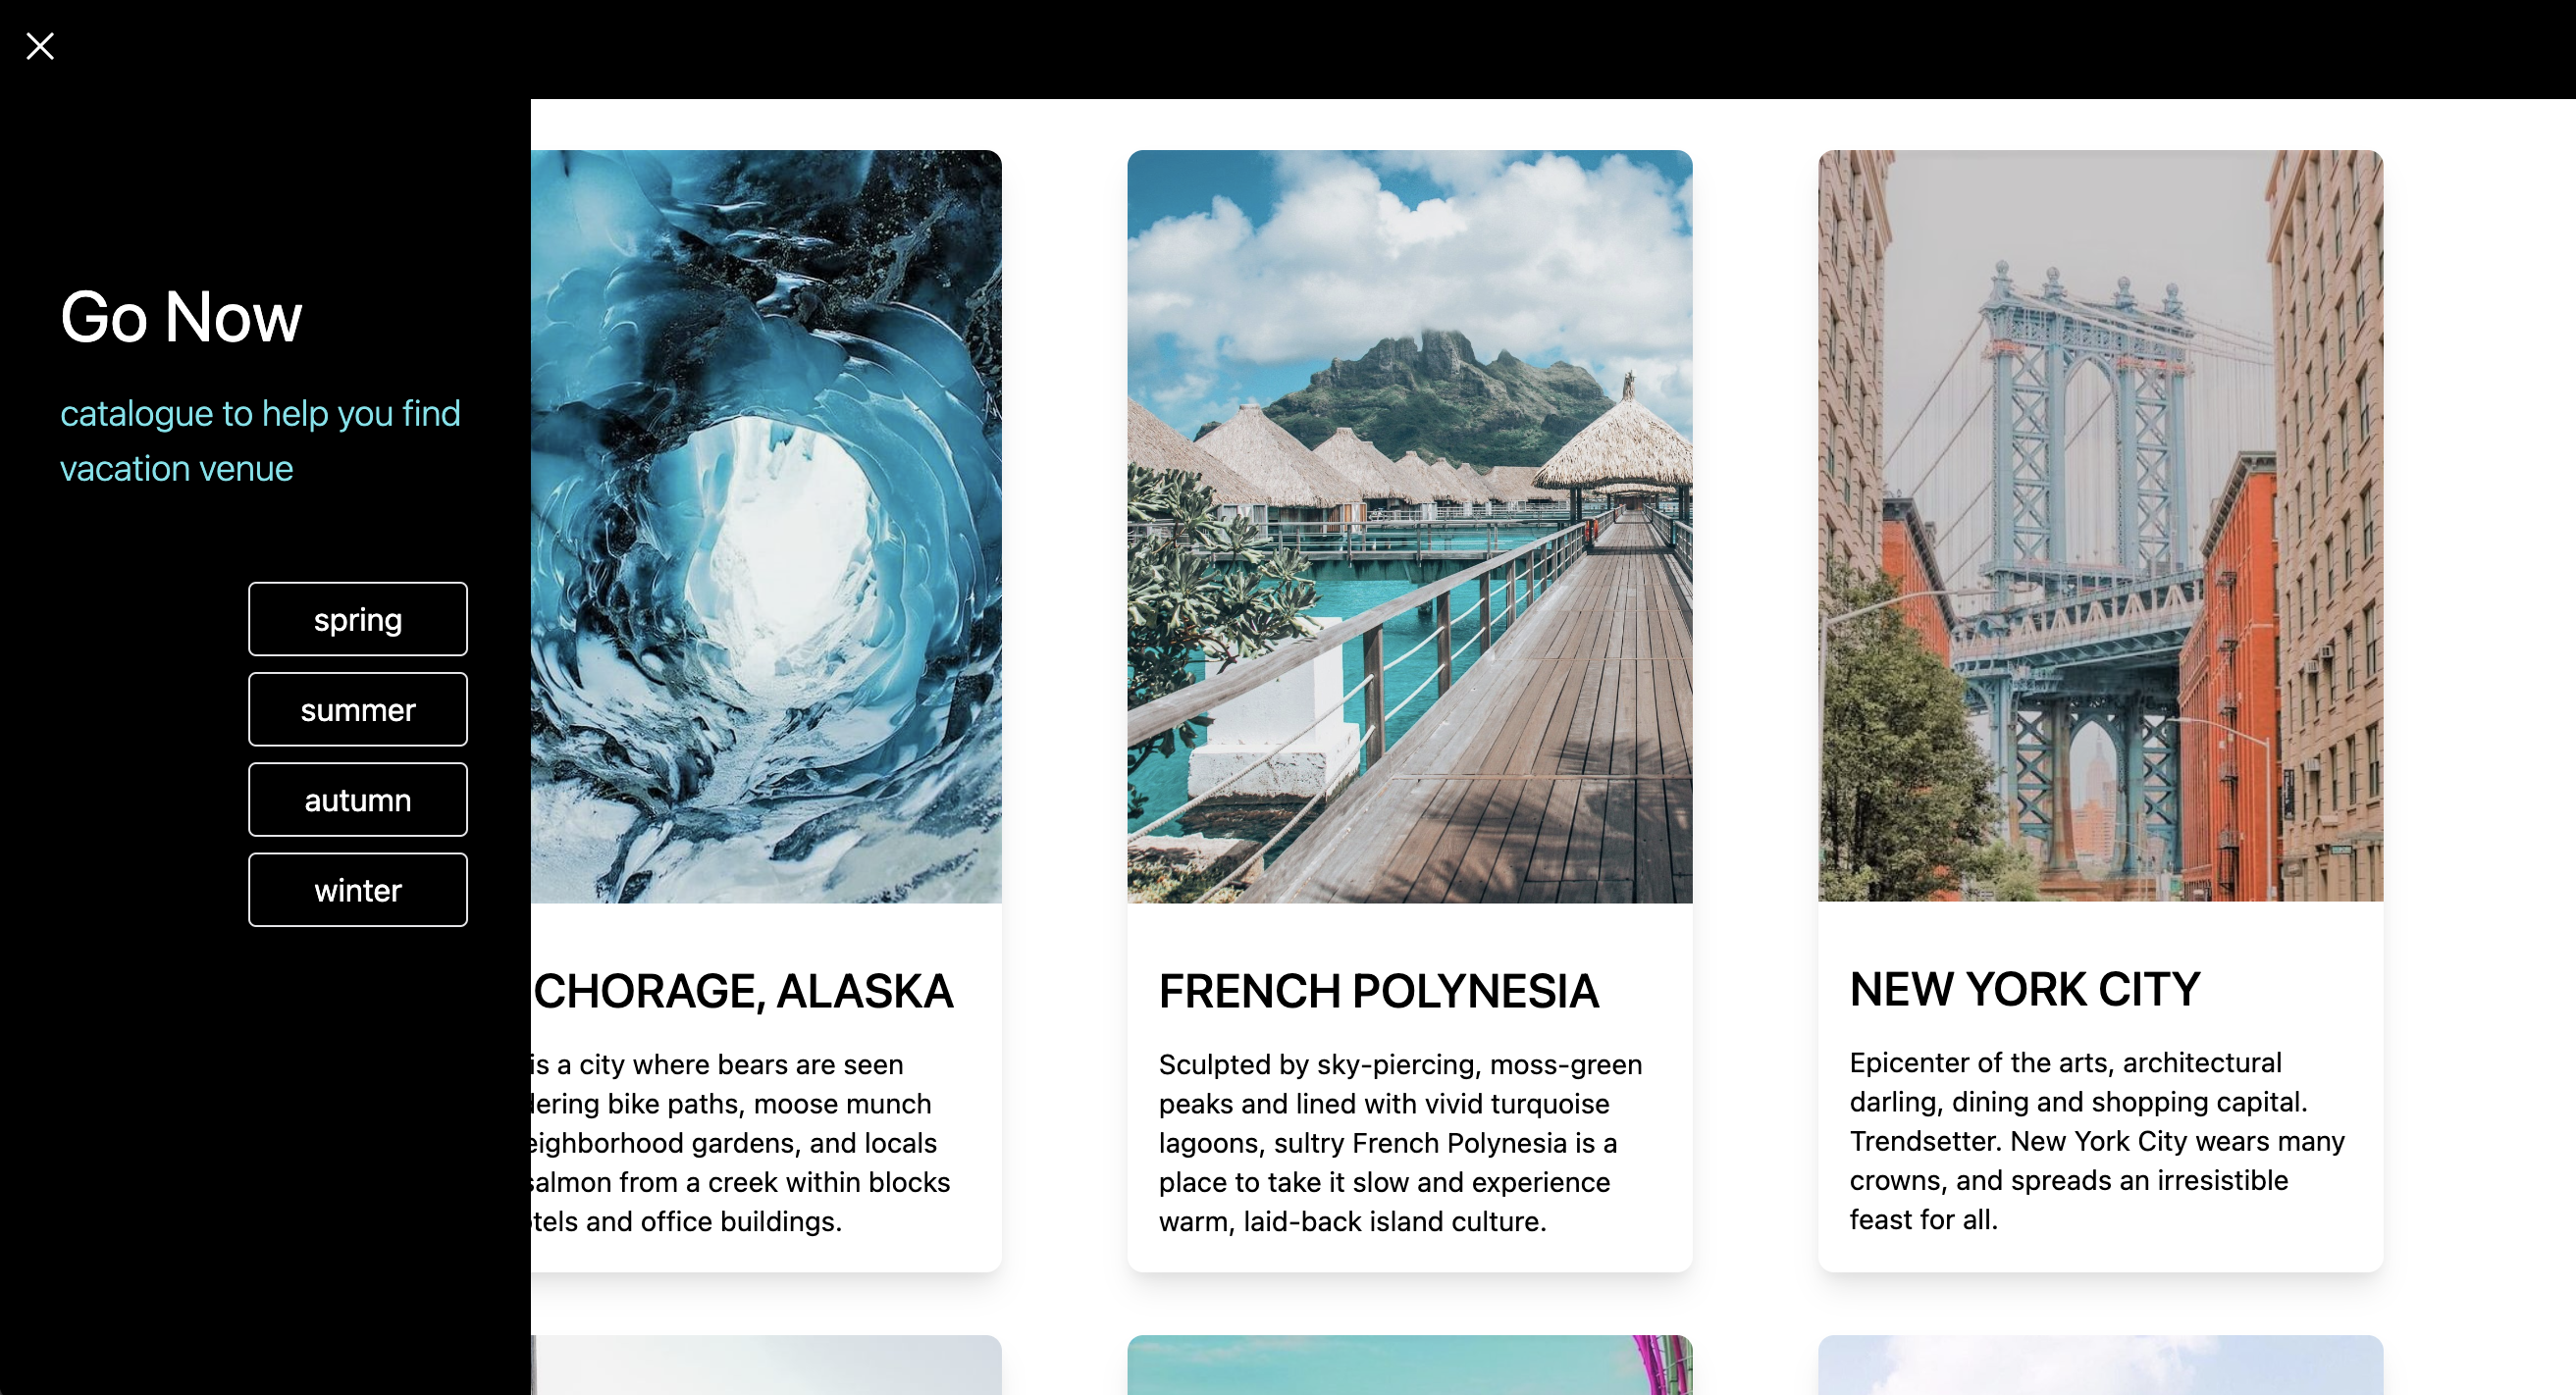 Go Now
catalogue to help you find
vacation venue
spring
summer
autumn
winter
CHORAGE, ALASKA
is a city where bears are seen
dering bike paths, moose munch
eighborhood gardens, and locals
salmon from a creek within blocks
otels and office buildings.
FRENCH POLYNESIA
Sculpted by sky-piercing, moss-green
peaks and lined with vivid turquoise
lagoons, sultry French Polynesia is a
place to take it slow and experience
warm, laid-back island culture.
NEW YORK CITY
Epicenter of the arts, architectural
darling, dining and shopping capital.
Trendsetter. New York City wears many
crowns, and spreads an irresistible
feast for all.